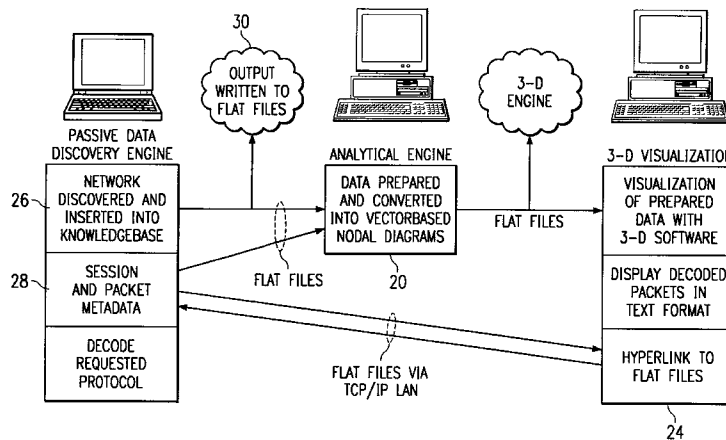 30
OUTPUT
WRITTEN TO
FLAT FILES
3-D
ENGINE
PASSIVE DATA
DISCOVERY ENGINE
ANALYTICAL ENGINE
3-D VISUALIZATION
26
NETWORK
DISCOVERED AND
INSERTED INTO
KNOWLEDGEBASE
DATA PREPARED
AND CONVERTED
INTO VECTORBASED
NODAL DIAGRAMS
FLAT FILES
VISUALIZATION
OF PREPARED
DATA WITH
3-D SOFTWARE
28
SESSION
AND PACKET
METADATA
FLAT FILES
20
DISPLAY DECODED
PACKETS IN
TEXT FORMAT
DECODE
REQUESTED
PROTOCOL
FLAT FILES VIA
TCP/IP LAN
HYPERLINK TO
FLAT FILES
24